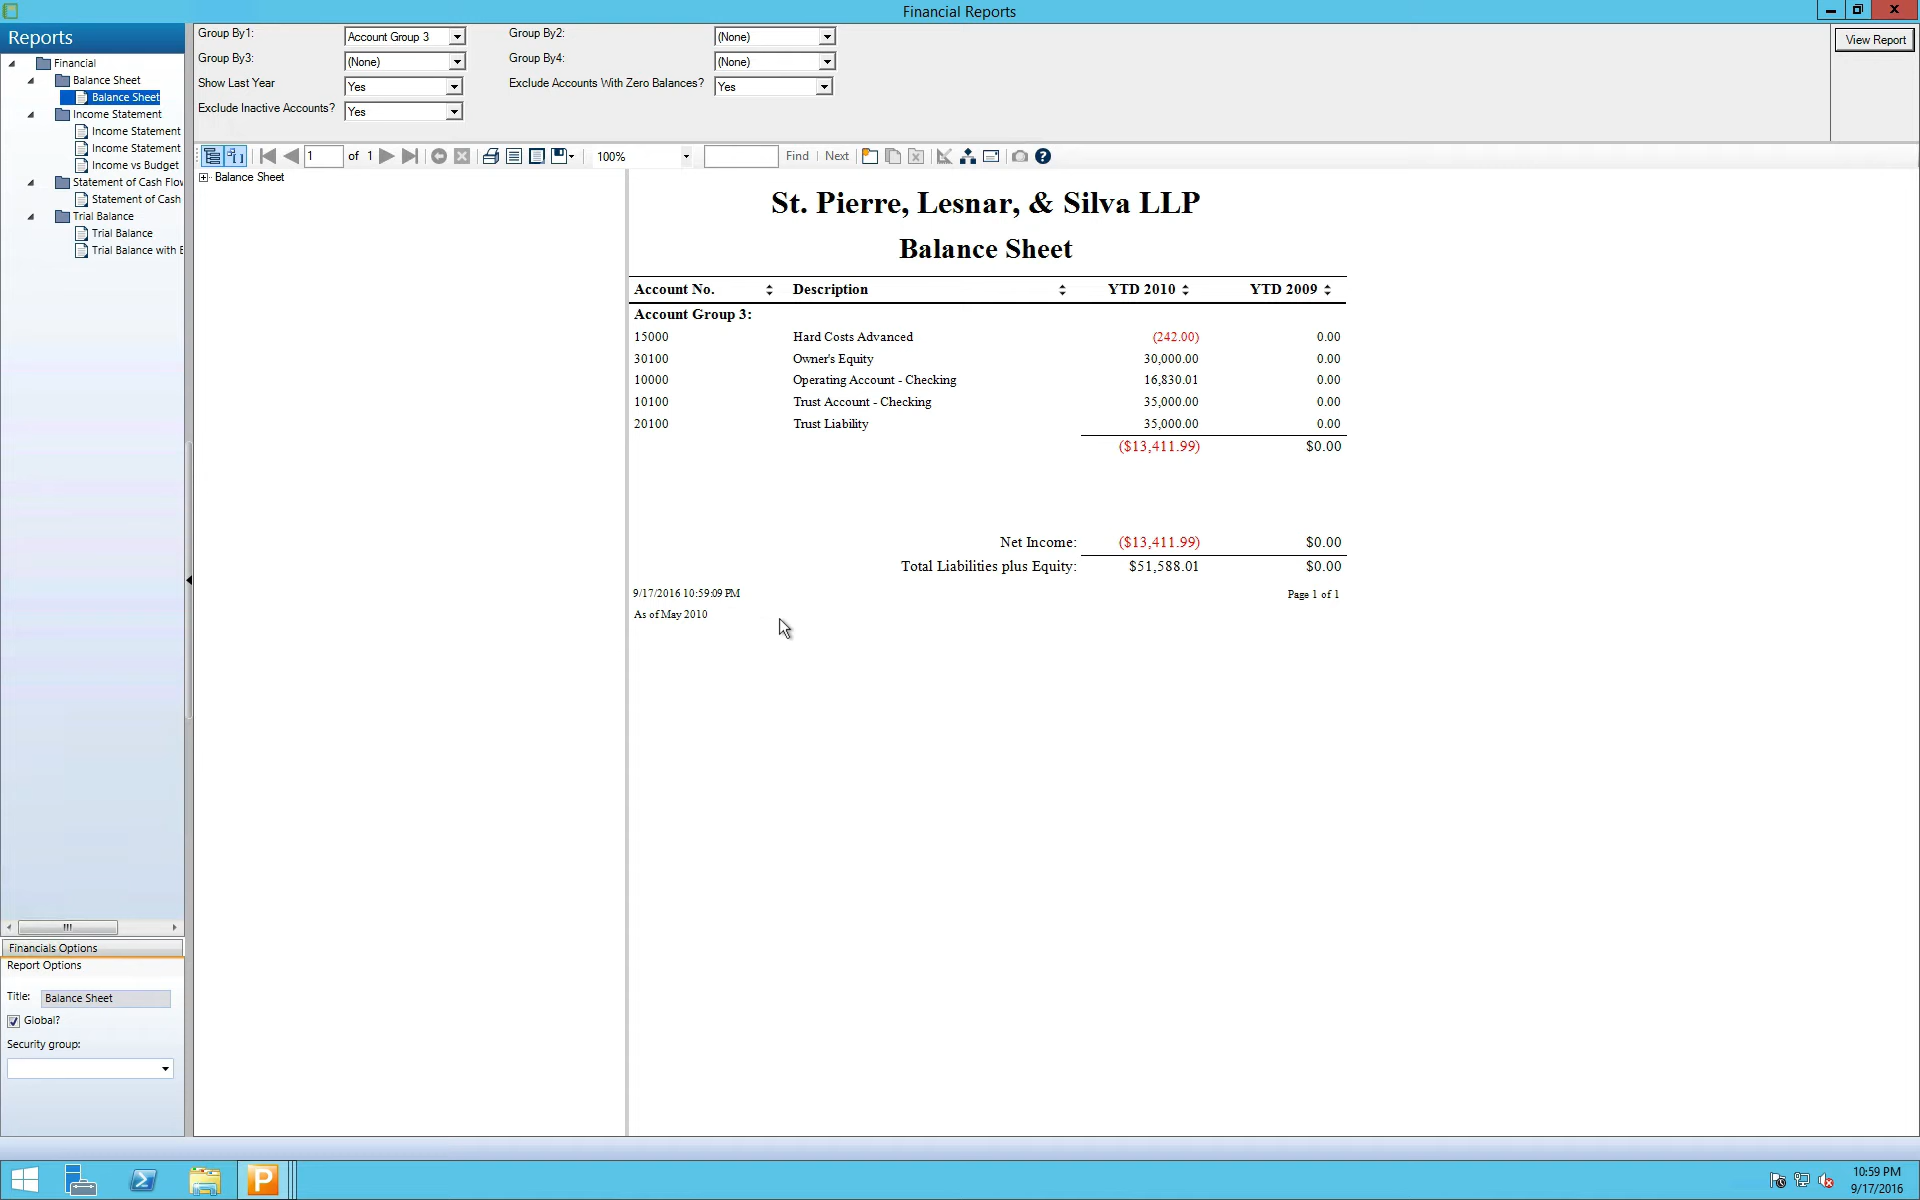 Financial Reports
Reports
Financial
Balance Sheet
Balance Sheet
Income Statement
Income Statement
Income Statement
Income vs Budget
Statement of Cash Flo
Statement of Cash
Trial Balance
Trial Balance
Trial Balance with
Financials Options
Report Options
Title: Balance Sheet
Global?
Security group:
Group By1: Account Group 3 Group By2: (None)
Group By3: (None) Group By4: (None)
Show Last Year Yes Exclude Accounts With Zero Balances? Yes
Exclude Inactive Accounts? Yes
View Report
1 of 1 100% Find Next
Balance Sheet
St. Pierre, Lesnar, & Silva LLP
Balance Sheet
Account No. Description YTD 2010 YTD 2009
Account Group 3:
15000 Hard Costs Advanced (242.00) 0.00
30100 Owner's Equity 30,000.00 0.00
10000 Operating Account - Checking 16,830.01 0.00
10100 Trust Account - Checking 35,000.00 0.00
20100 Trust Liability 35,000.00 0.00
($13,411.99) $0.00
Net Income: ($13,411.99) $0.00
Total Liabilities plus Equity: $51,588.01 $0.00
9/17/2016 10:59:09 PM Page 1 of 1
As of May 2010
P
10:59 PM
9/17/2016